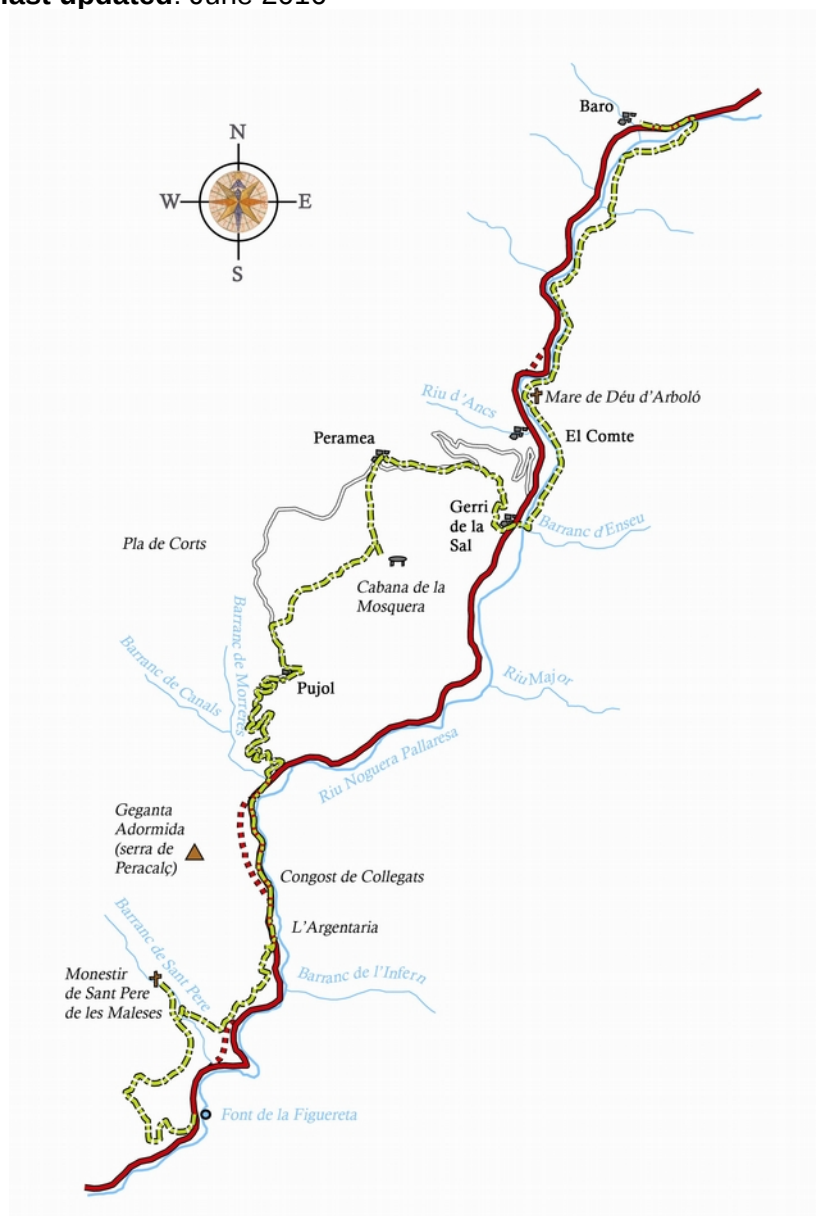 last updated: June 2010
Baro
N
W
E
S
Mare de Déu d'Arboló
Riu d'Ancs
Peramea
El Comte
Gerri
de la
Sal
Barranc d'Enseu
Pla de Corts
Cabana de la
Mosquera
Barranc de Morreres
Barranc de Canals
Pujol
Riu Major
Riu Noguera Pallaresa
Geganta
Adormida
(serra de
Peracalç)
Congost de Collegats
L'Argentaria
Barranc de Sant Pere
Monestir
de Sant Pere
de les Maleses
Barranc de l'Infern
Font de la Figuereta